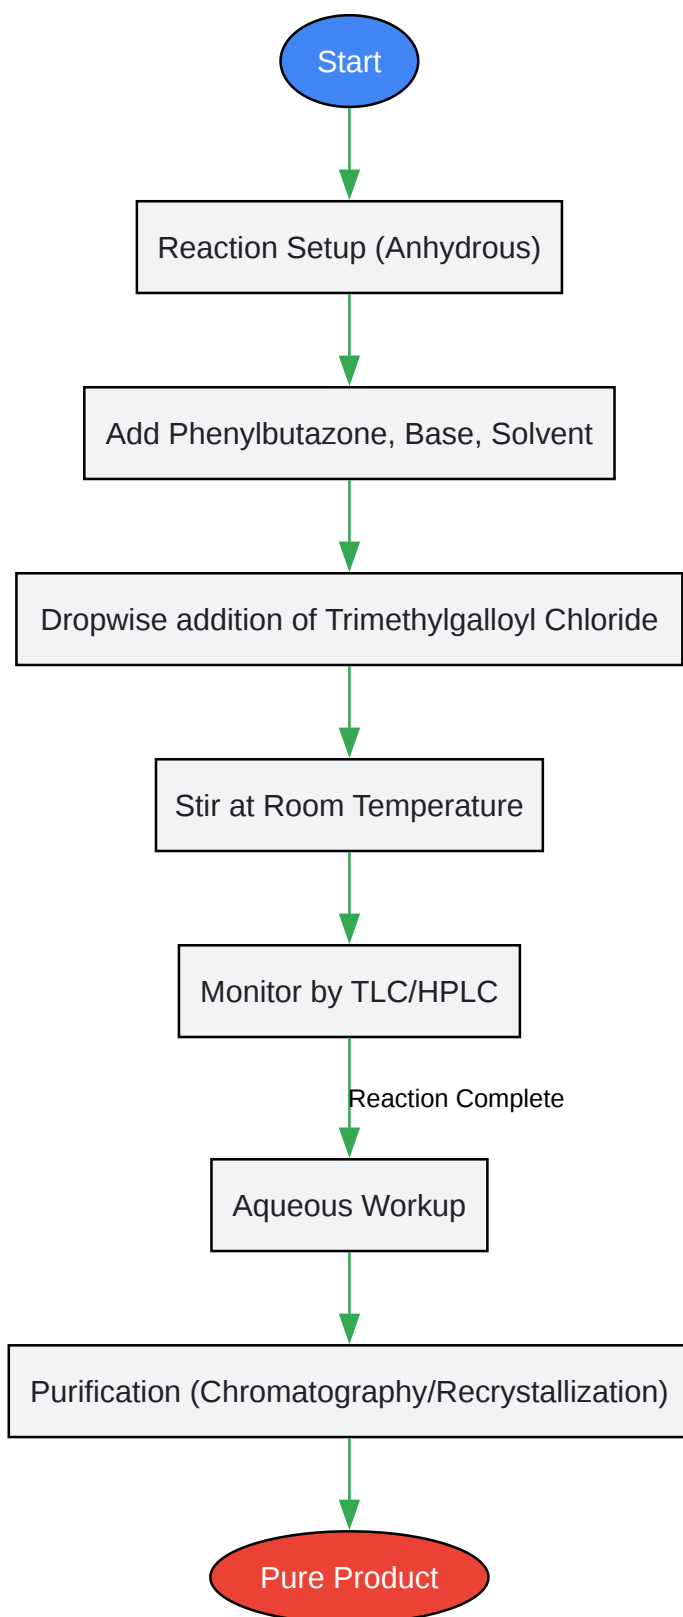 Start
Reaction Setup (Anhydrous)
Add Phenylbutazone, Base, Solvent
Dropwise addition of Trimethylgalloyl Chloride
Stir at Room Temperature
Monitor by TLC/HPLC
Reaction Complete
Aqueous Workup
Purification (Chromatography/Recrystallization)
Pure Product